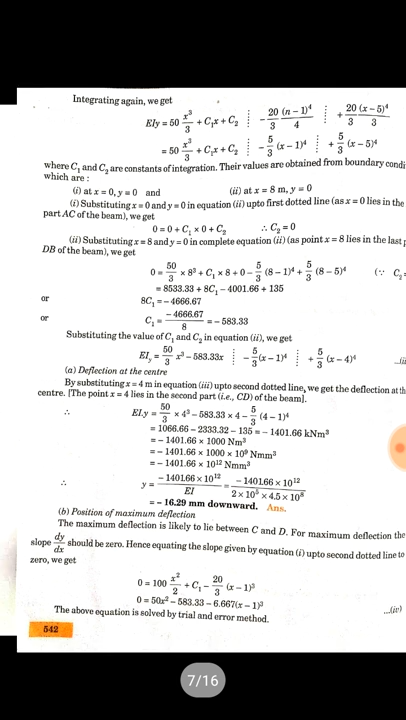 Integrating again, we get
EIy = 50 x³/3 + C₁x + C₂ ⋮ − 20/3 (n − 1)⁴/4 ⋮ + 20/3 (x − 5)⁴/3
= 50 x³/3 + C₁x + C₂ ⋮ − 5/3 (x − 1)⁴ ⋮ + 5/3 (x − 5)⁴
where C₁ and C₂ are constants of integration. Their values are obtained from boundary condi
which are :
(i) at x = 0, y = 0 and (ii) at x = 8 m, y = 0
(i) Substituting x = 0 and y = 0 in equation (ii) upto first dotted line (as x = 0 lies in the
part AC of the beam), we get
0 = 0 + C₁ × 0 + C₂ ∴ C₂ = 0
(ii) Substituting x = 8 and y = 0 in complete equation (ii) (as point x = 8 lies in the last
DB of the beam), we get
0 = 50/3 × 8³ + C₁ × 8 + 0 − 5/3 (8 − 1)⁴ + 5/3 (8 − 5)⁴ (∵ C₂ =
= 8533.33 + 8C₁ − 4001.66 + 135
or 8C₁ = − 4666.67
or C₁ = − 4666.67/8 = − 583.33
Substituting the value of C₁ and C₂ in equation (ii), we get
EIy = 50/3 x³ − 583.33x ⋮ − 5/3 (x − 1)⁴ ⋮ + 5/3 (x − 4)⁴
(a) Deflection at the centre
By substituting x = 4 m in equation (iii) upto second dotted line, we get the deflection at th
centre. [The point x = 4 lies in the second part (i.e., CD) of the beam].
∴ EI.y = 50/3 × 4³ − 583.33 × 4 − 5/3 (4 − 1)⁴
= 1066.66 − 2333.32 − 135 = − 1401.66 kNm³
= − 1401.66 × 1000 Nm³
= − 1401.66 × 1000 × 10⁹ Nmm³
= − 1401.66 × 10¹² Nmm³
∴ y = − 1401.66 × 10¹²/EI = − 1401.66 × 10¹²/2 × 10⁵ × 4.5 × 10⁸
= − 16.29 mm downward. Ans.
(b) Position of maximum deflection
The maximum deflection is likely to lie between C and D. For maximum deflection the
slope dy/dx should be zero. Hence equating the slope given by equation (i) upto second dotted line to
zero, we get
0 = 100 x²/2 + C₁ − 20/3 (x − 1)³
0 = 50x² − 583.33 − 6.667(x − 1)³ ...(iv)
The above equation is solved by trial and error method.
542
7/16